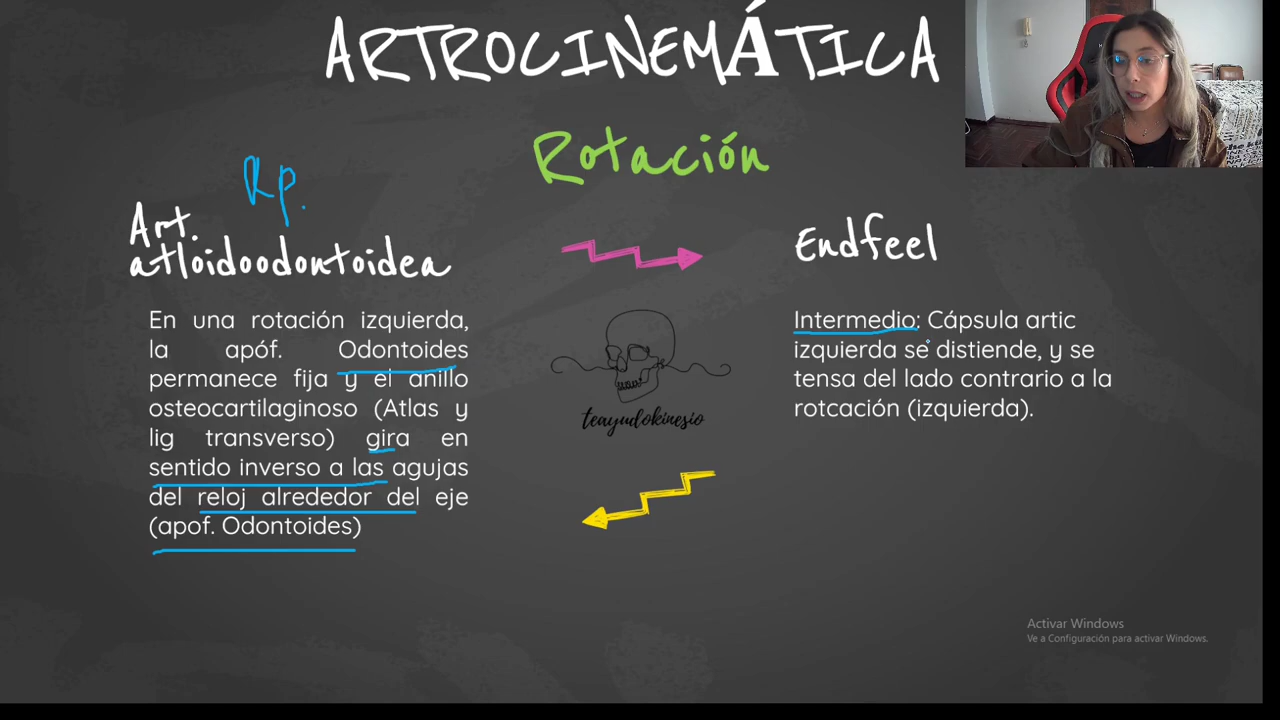 ARTROCINEMÁTICA
Rotación
Rp.
Art.
atloidoodontoidea
En una rotación izquierda,
la apóf. Odontoides
permanece fija y el anillo
osteocartilaginoso (Atlas y
lig transverso) gira en
sentido inverso a las agujas
del reloj alrededor del eje
(apof. Odontoides)
teayudokinesio
Endfeel
Intermedio: Cápsula artic
izquierda se distiende, y se
tensa del lado contrario a la
rotcación (izquierda).
Activar Windows
Ve a Configuración para activar Windows.